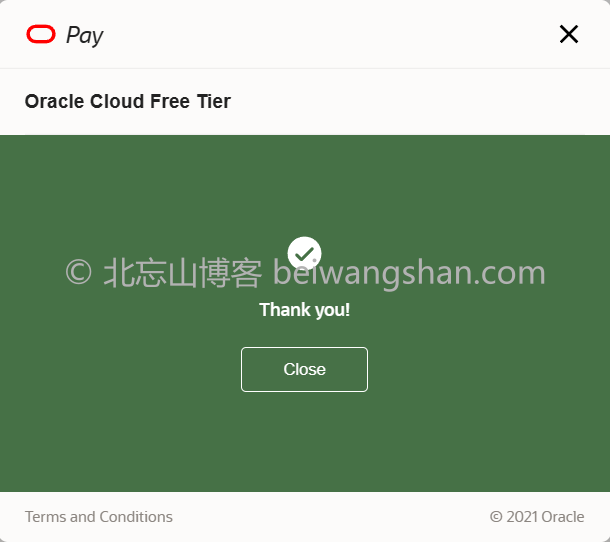 Pay
Oracle Cloud Free Tier
© 北忘山博客 beiwangshan.com
Thank you!
Close
Terms and Conditions
© 2021 Oracle